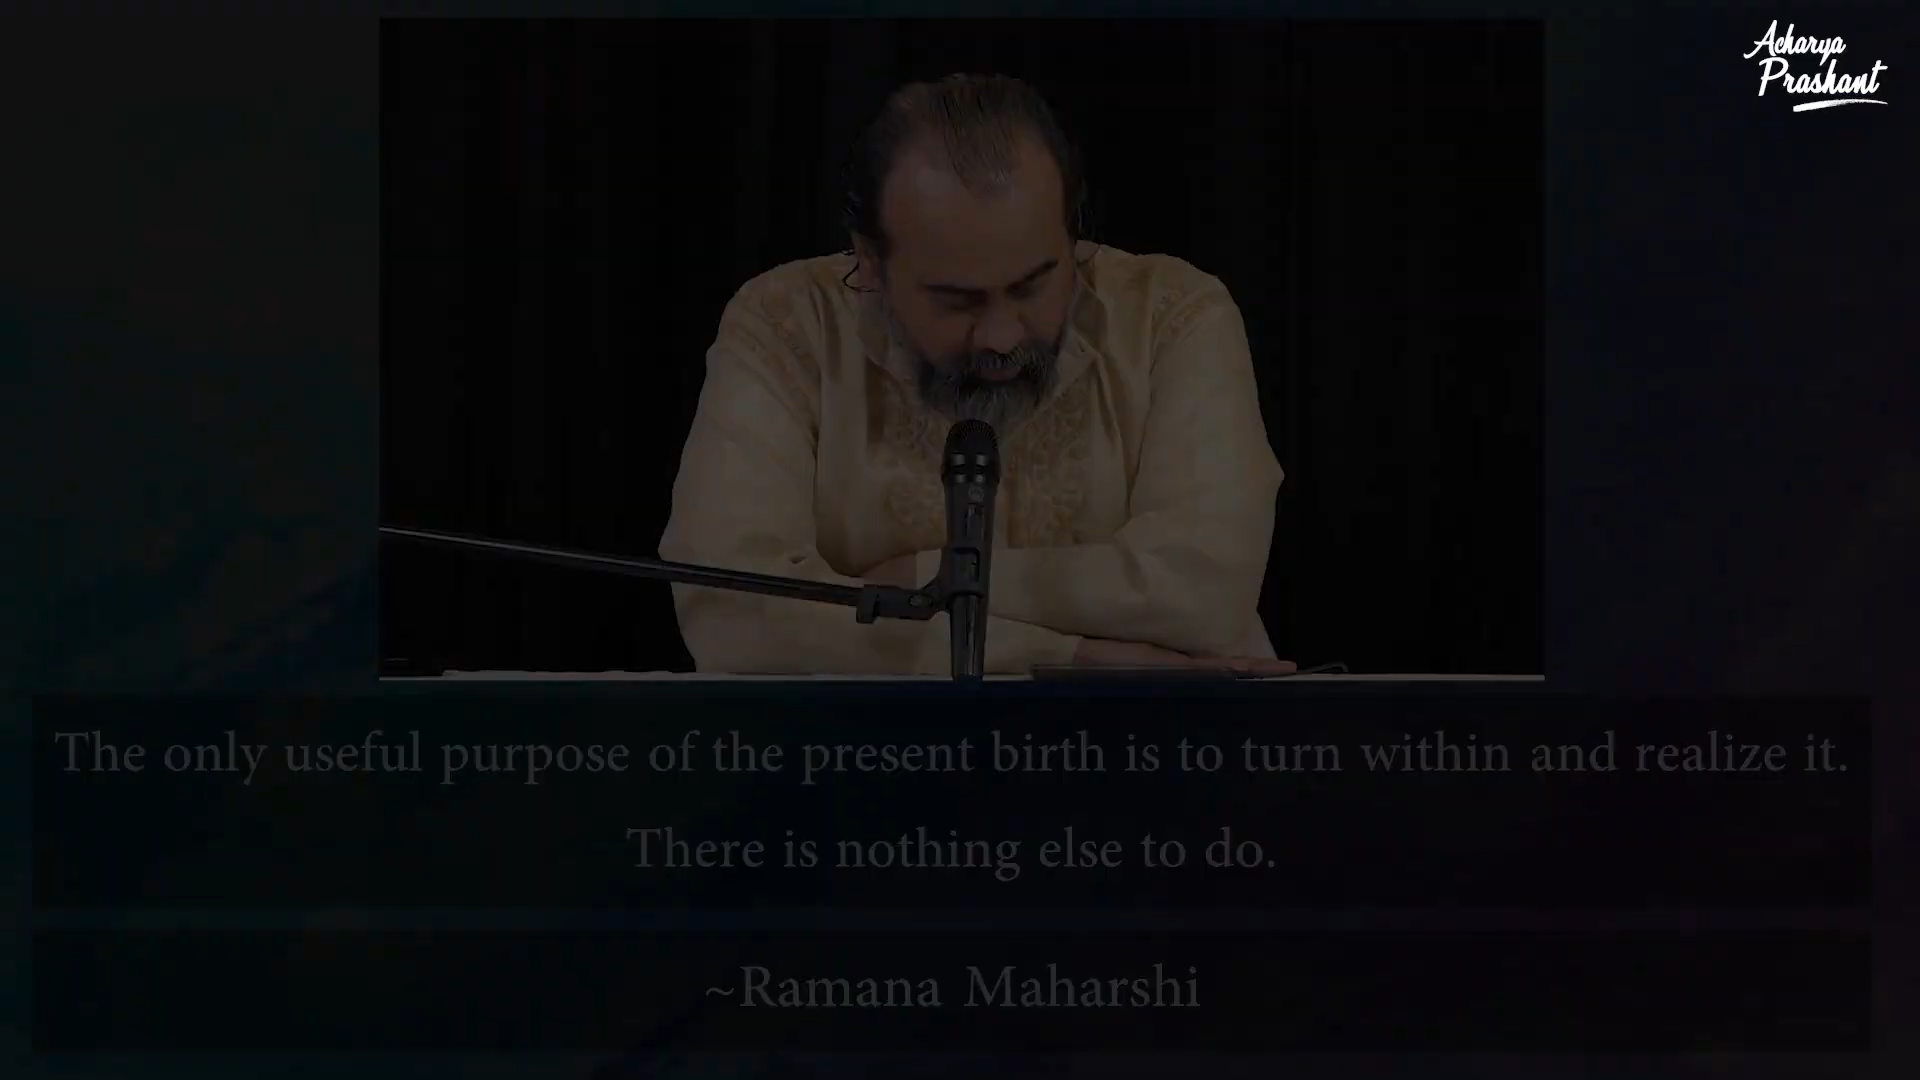 Acharya
Prashant
The only useful purpose of the present birth is to turn within and realize it.
There is nothing else to do.
~Ramana Maharshi